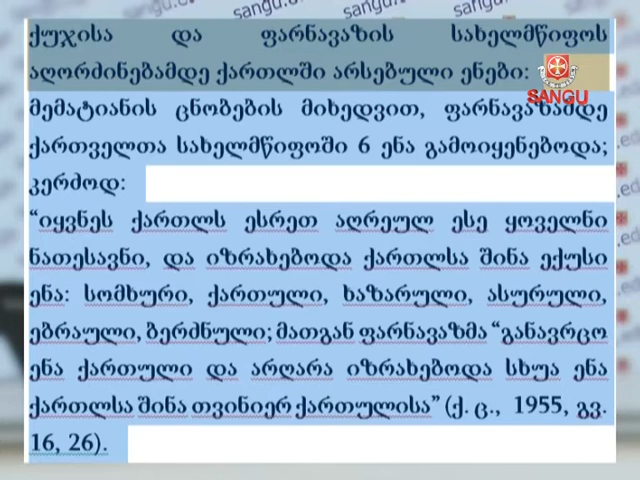 ქუჯისა და ფარნავაზის სახელმწიფოს
აღორძინებამდე ქართლში არსებული ენები:
SANGU
მემატიანის ცნობების მიხედვით, ფარნავაზამდე
ქართველთა სახელმწიფოში 6 ენა გამოიყენებოდა;
კერძოდ:
“იყვნეს ქართლს ესრეთ აღრეულ ესე ყოველნი
ნათესავნი, და იზრახებოდა ქართლსა შინა ექუსი
ენა: სომხური, ქართული, ხაზარული, ასურული,
ებრაული, ბერძნული; მათგან ფარნავაზმა “განავრცო
ენა ქართული და არღარა იზრახებოდა სხუა ენა
ქართლსა შინა თვინიერ ქართულისა” (ქ. ც., 1955, გვ.
16, 26).